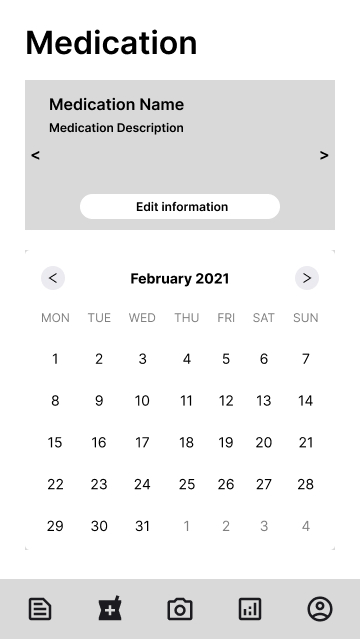 Medication
Medication Name
Medication Description
< >
Edit information
< February 2021 >
MON TUE WED THU FRI SAT SUN
1 2 3 4 5 6 7
8 9 10 11 12 13 14
15 16 17 18 19 20 21
22 23 24 25 26 27 28
29 30 31 1 2 3 4